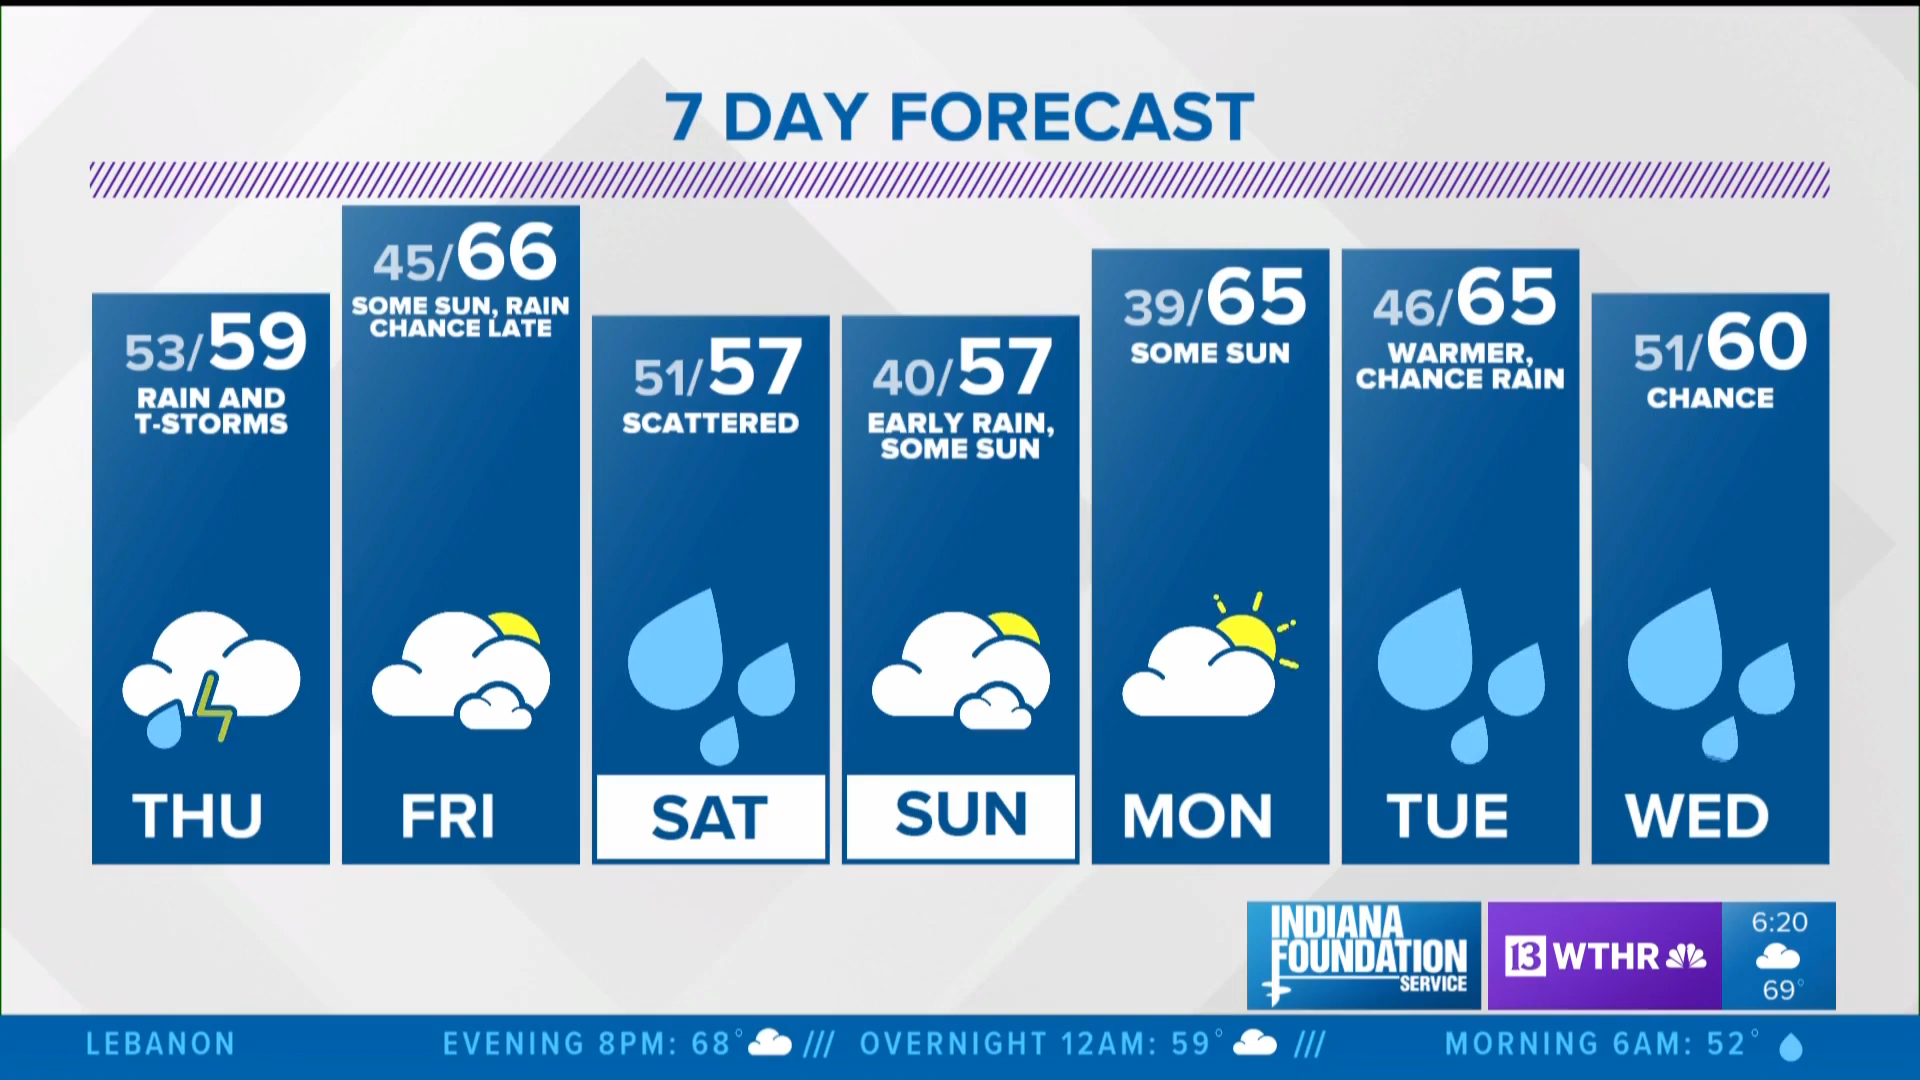 7 DAY FORECAST
53/59
RAIN AND
T-STORMS
THU
45/66
SOME SUN, RAIN
CHANCE LATE
FRI
51/57
SCATTERED
SAT
40/57
EARLY RAIN,
SOME SUN
SUN
39/65
SOME SUN
MON
46/65
WARMER,
CHANCE RAIN
TUE
51/60
CHANCE
WED
INDIANA
FOUNDATION
SERVICE
13 WTHR
6:20
69°
LEBANON EVENING 8PM: 68° /// OVERNIGHT 12AM: 59° /// MORNING 6AM: 52°